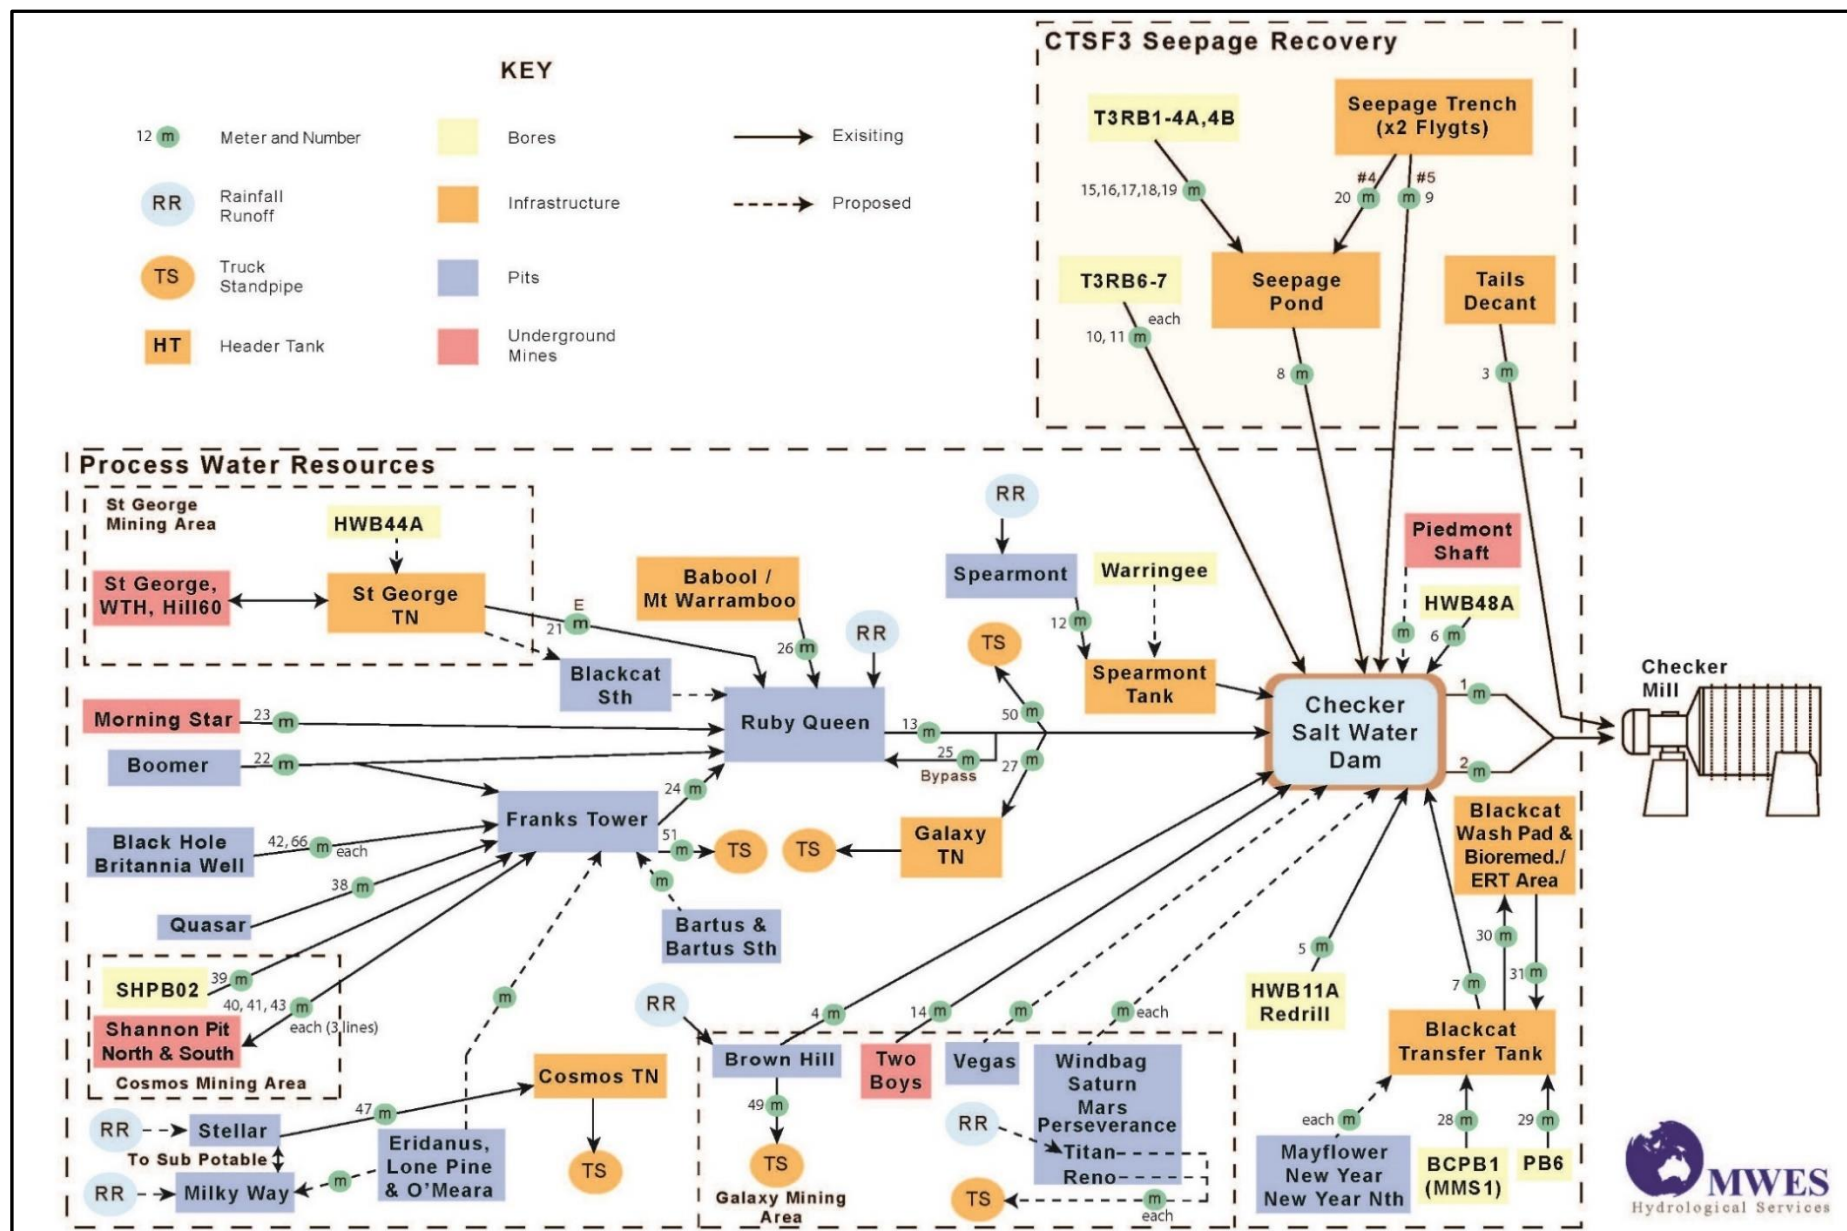 KEY
12 m
Meter and Number
Bores
Exisiting
RR
Rainfall
Runoff
Infrastructure
Proposed
TS
Truck
Standpipe
Pits
HT
Header Tank
Underground
Mines
CTSF3 Seepage Recovery
T3RB1-4A,4B
Seepage Trench
(x2 Flygts)
15,16,17,18,19 m
#4
20 m
#5
m 9
T3RB6-7
each
10, 11 m
Seepage
Pond
8 m
Tails
Decant
3 m
Process Water Resources
St George
Mining Area
HWB44A
St George,
WTH, Hill60
St George
TN
E
21 m
Blackcat
Sth
Babool /
Mt Warramboo
26 m
RR
Morning Star
23 m
Boomer
22 m
Ruby Queen
13 m
25 m
Bypass
24 m
Franks Tower
51
m
TS
Black Hole
Britannia Well
42, 66 m each
Quasar
38 m
SHPB02
39 m
40, 41, 43 m
each (3 lines)
Shannon Pit
North & South
Cosmos Mining Area
m
Bartus &
Bartus Sth
m
RR
Stellar
47 m
To Sub Potable
RR
Milky Way
m
Eridanus,
Lone Pine
& O'Meara
Cosmos TN
TS
RR
Spearmont
12 m
Warringee
Spearmont
Tank
TS
50 m
27 m
Galaxy
TN
TS
Piedmont
Shaft
m
HWB48A
6 m
Checker
Salt Water
Dam
1 m
2 m
Checker
Mill
RR
Brown Hill
4 m
49 m
TS
Galaxy Mining
Area
Two
Boys
14 m
Vegas
m
Windbag
Saturn
Mars
Perseverance
Titan
Reno
m each
RR
TS
m
each
HWB11A
Redrill
5 m
Blackcat
Wash Pad &
Bioremed./
ERT Area
30
m
31 m
7 m
Blackcat
Transfer Tank
each m
28 m
29 m
Mayflower
New Year
New Year Nth
BCPB1
(MMS1)
PB6
MWES
Hydrological Services